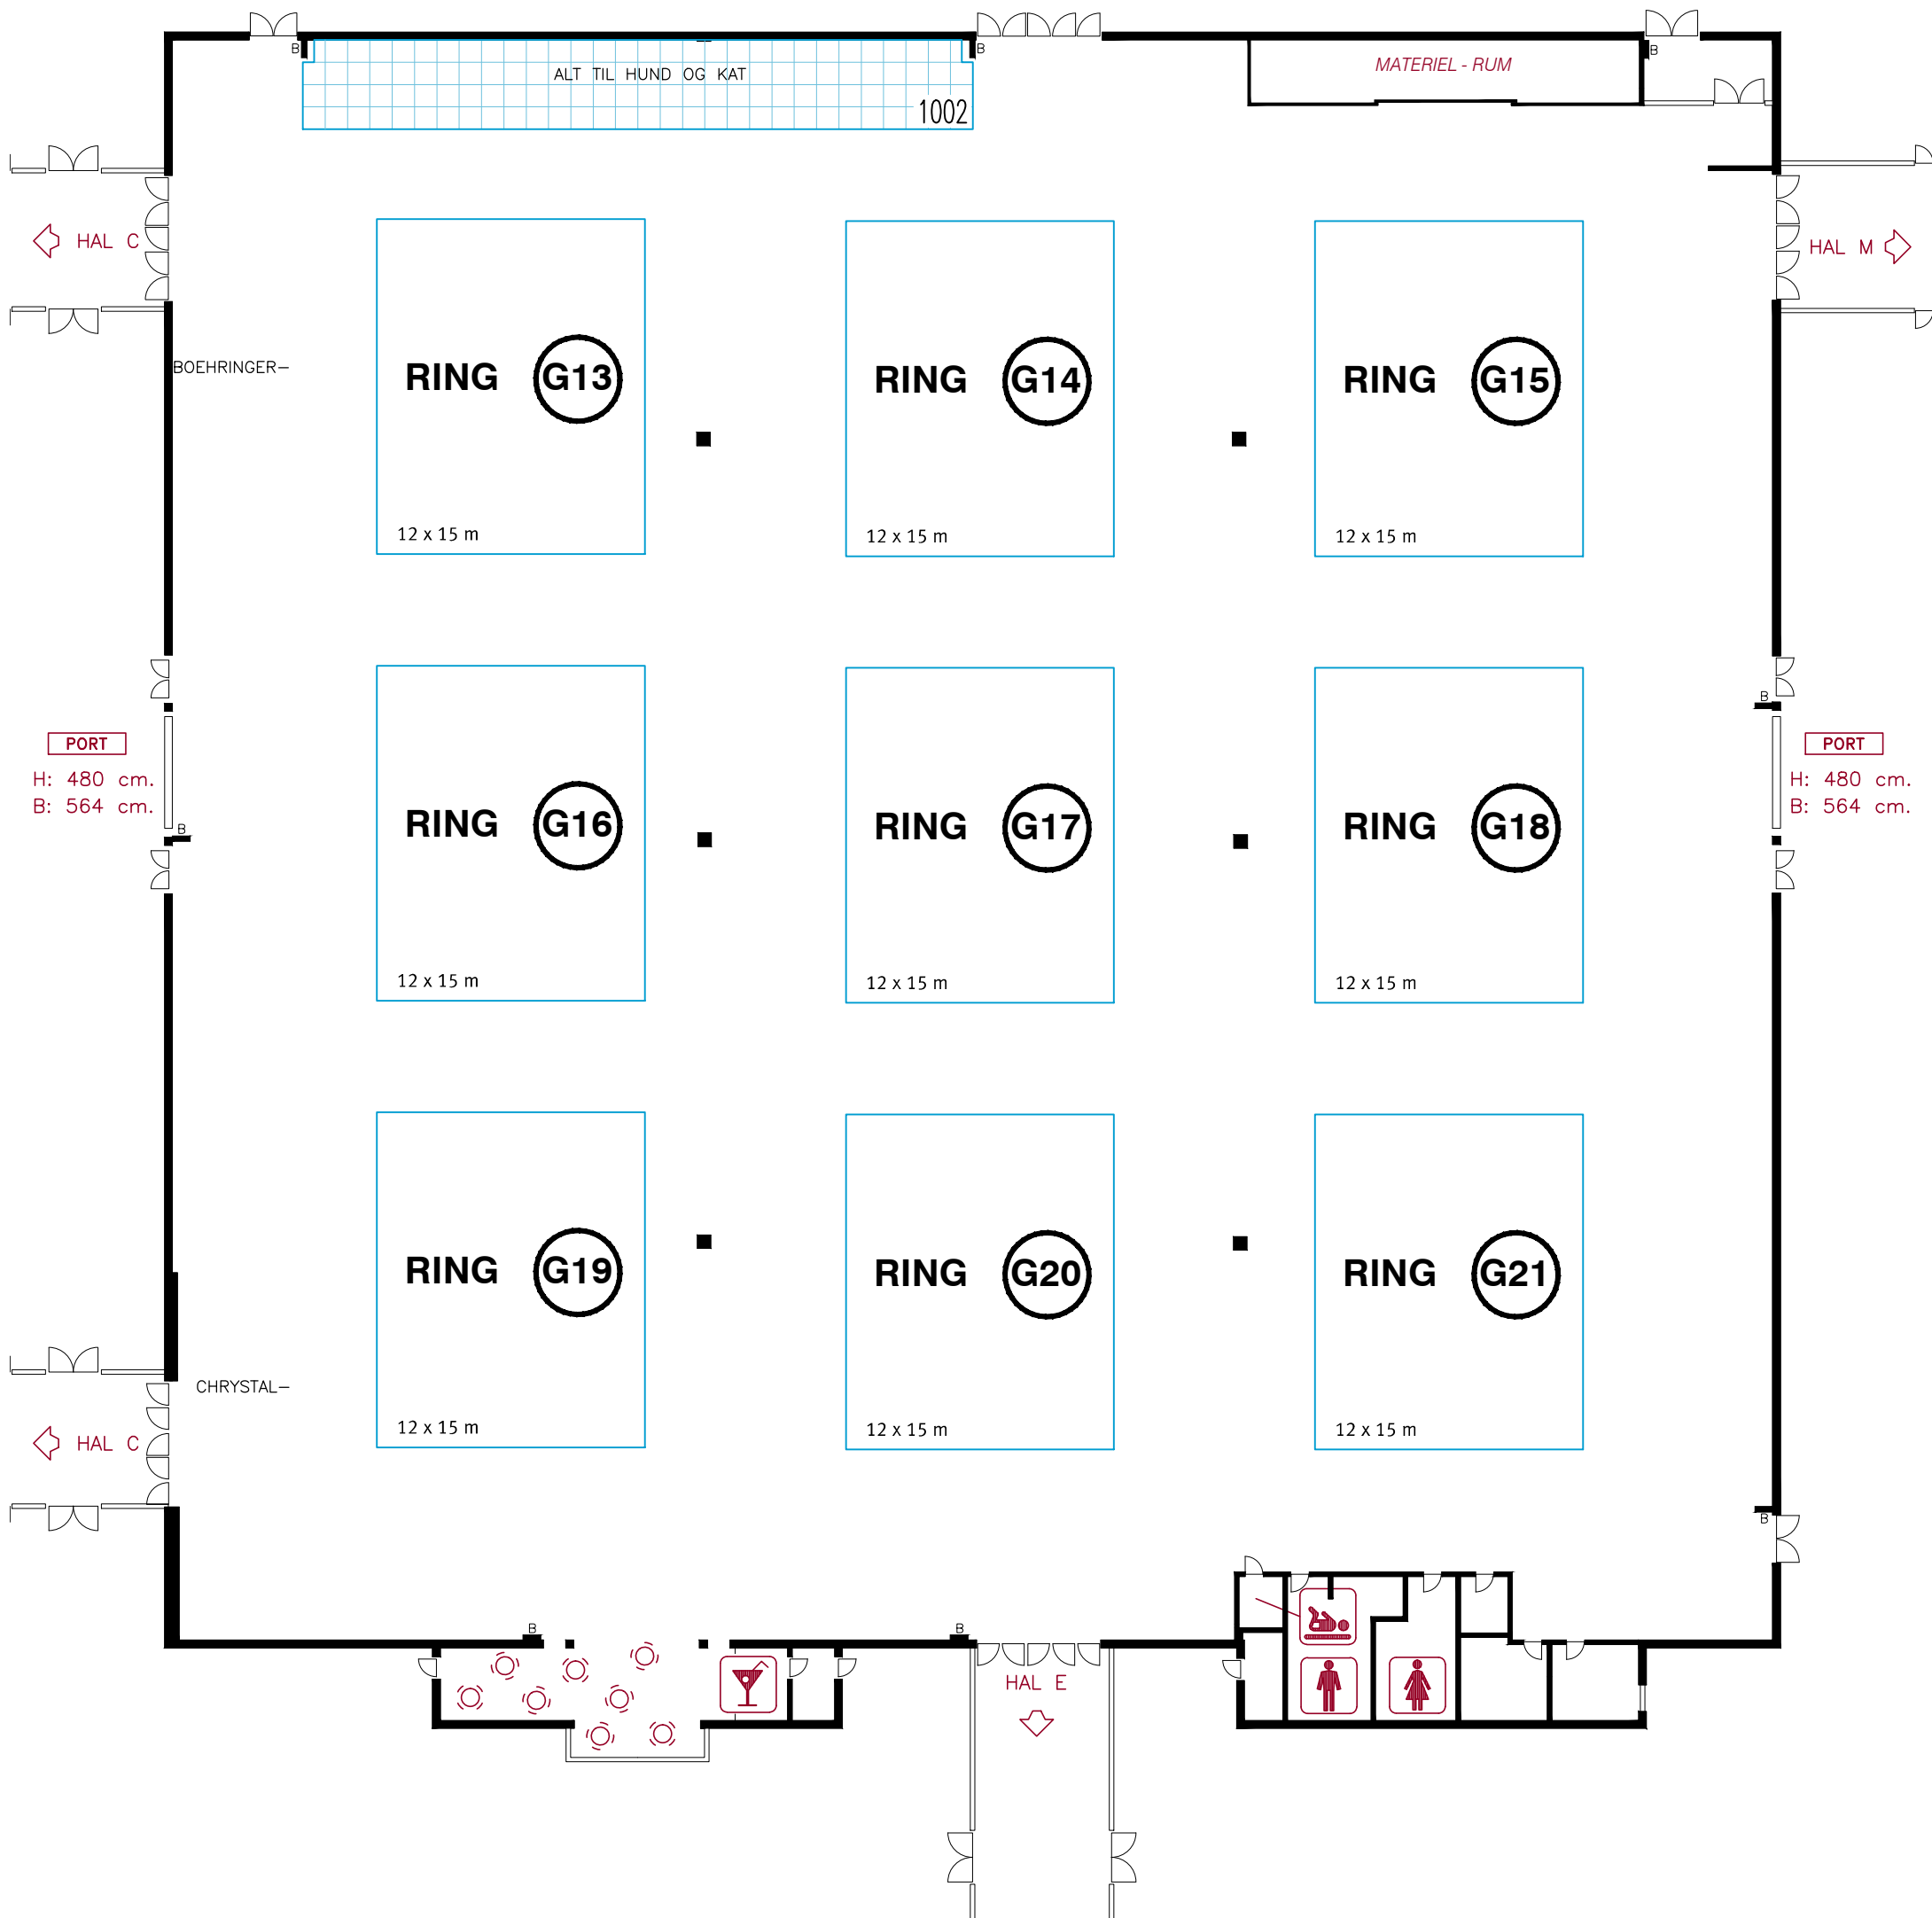 B
B
B
ALT TIL HUND OG KAT
1002
MATERIEL - RUM
HAL C
HAL M
BOEHRINGER-
RING G13
12 x 15 m
RING G14
12 x 15 m
RING G15
12 x 15 m
B
PORT
H: 480 cm.
B: 564 cm.
B
PORT
H: 480 cm.
B: 564 cm.
RING G16
12 x 15 m
RING G17
12 x 15 m
RING G18
12 x 15 m
RING G19
12 x 15 m
RING G20
12 x 15 m
RING G21
12 x 15 m
CHRYSTAL-
HAL C
B
B
B
HAL E